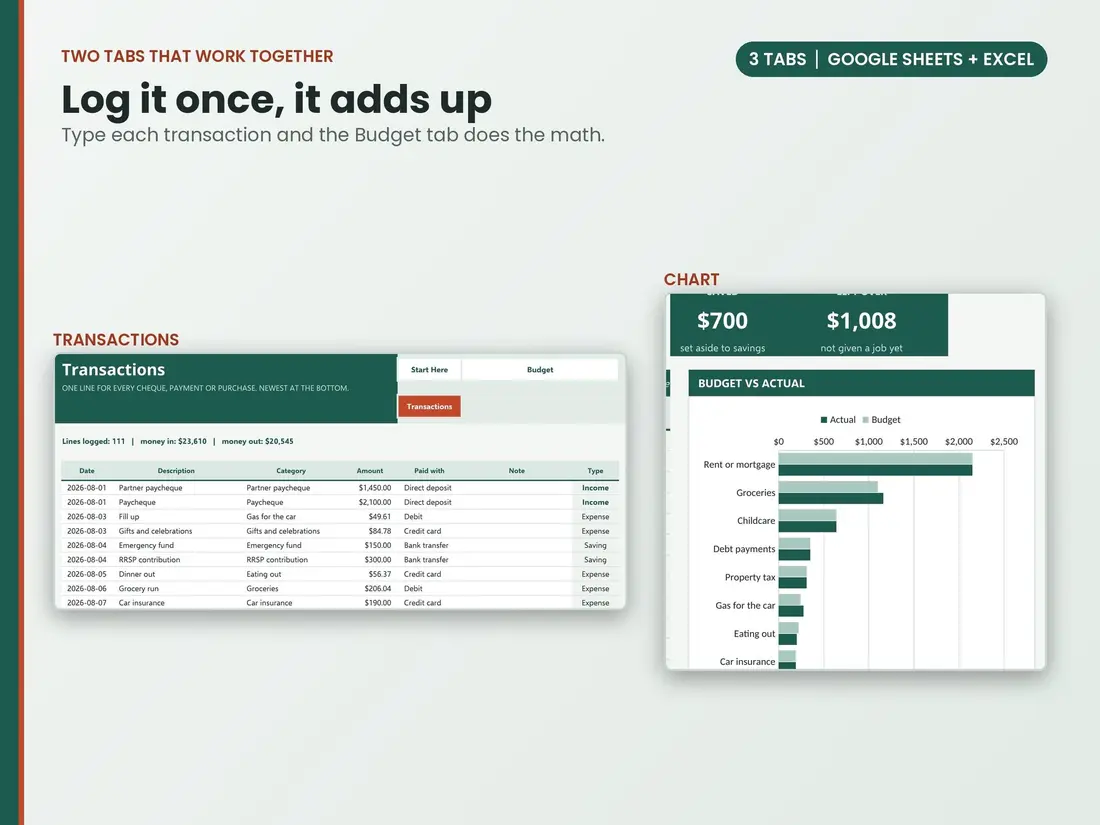 TWO TABS THAT WORK TOGETHER
3 TABS | GOOGLE SHEETS + EXCEL
Log it once, it adds up
Type each transaction and the Budget tab does the math.
TRANSACTIONS
Transactions
ONE LINE FOR EVERY CHEQUE, PAYMENT OR PURCHASE. NEWEST AT THE BOTTOM.
Start Here Budget
Transactions
Lines logged: 111 | money in: $23,610 | money out: $20,545
Date Description Category Amount Paid with Note Type
2026-08-01 Partner paycheque Partner paycheque $1,450.00 Direct deposit Income
2026-08-01 Paycheque Paycheque $2,100.00 Direct deposit Income
2026-08-03 Fill up Gas for the car $49.61 Debit Expense
2026-08-03 Gifts and celebrations Gifts and celebrations $84.78 Credit card Expense
2026-08-04 Emergency fund Emergency fund $150.00 Bank transfer Saving
2026-08-04 RRSP contribution RRSP contribution $300.00 Bank transfer Saving
2026-08-05 Dinner out Eating out $56.37 Credit card Expense
2026-08-06 Grocery run Groceries $206.04 Debit Expense
2026-08-07 Car insurance Car insurance $190.00 Credit card Expense
CHART
$700 $1,008
set aside to savings not given a job yet
BUDGET VS ACTUAL
Actual Budget
$0 $500 $1,000 $1,500 $2,000 $2,500
Rent or mortgage
Groceries
Childcare
Debt payments
Property tax
Gas for the car
Eating out
Car insurance